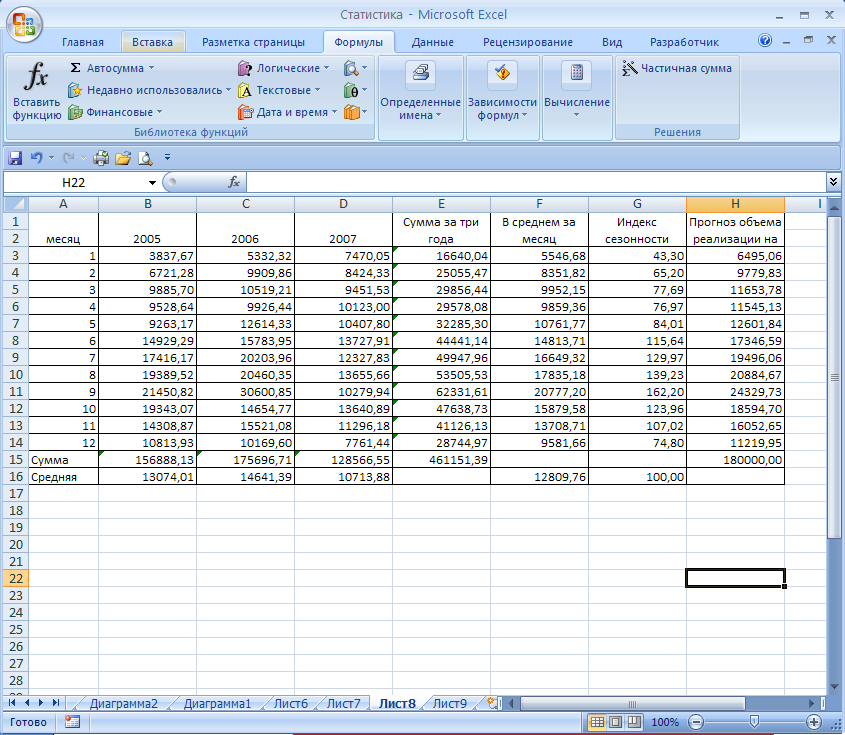 Статистика - Microsoft Excel
Главная Вставка Разметка страницы Формулы Данные Рецензирование Вид Разработчик
fx Вставить функцию
Σ Автосумма
Недавно использовались
Финансовые
Логические
Текстовые
Дата и время
Библиотека функций
Определенные имена
Зависимости формул
Вычисление
Частичная сумма
Решения
H22 fx
A B C D E F G H I
1 Сумма за три В среднем за Индекс Прогноз объема
2 месяц 2005 2006 2007 года месяц сезонности реализации на
3 1 3837,67 5332,32 7470,05 16640,04 5546,68 43,30 6495,06
4 2 6721,28 9909,86 8424,33 25055,47 8351,82 65,20 9779,83
5 3 9885,70 10519,21 9451,53 29856,44 9952,15 77,69 11653,78
6 4 9528,64 9926,44 10123,00 29578,08 9859,36 76,97 11545,13
7 5 9263,17 12614,33 10407,80 32285,30 10761,77 84,01 12601,84
8 6 14929,29 15783,95 13727,91 44441,14 14813,71 115,64 17346,59
9 7 17416,17 20203,96 12327,83 49947,96 16649,32 129,97 19496,06
10 8 19389,52 20460,35 13655,66 53505,53 17835,18 139,23 20884,67
11 9 21450,82 30600,85 10279,94 62331,61 20777,20 162,20 24329,73
12 10 19343,07 14654,77 13640,89 47638,73 15879,58 123,96 18594,70
13 11 14308,87 15521,08 11296,18 41126,13 13708,71 107,02 16052,65
14 12 10813,93 10169,60 7761,44 28744,97 9581,66 74,80 11219,95
15 Сумма 156888,13 175696,71 128566,55 461151,39 180000,00
16 Средняя 13074,01 14641,39 10713,88 12809,76 100,00
17
18
19
20
21
22
23
24
25
26
27
28
Диаграмма2 Диаграмма1 Лист6 Лист7 Лист8 Лист9
Готово 100%